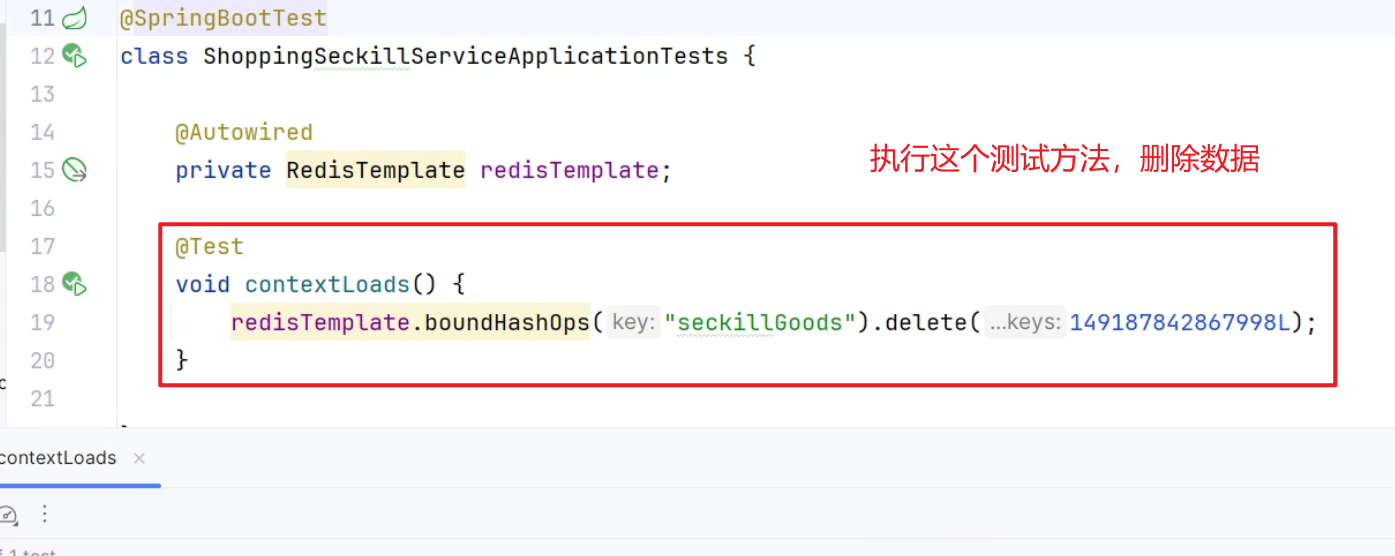 11 @SpringBootTest
12 class ShoppingSeckillServiceApplicationTests {
13
14 @Autowired
15 private RedisTemplate redisTemplate;
执行这个测试方法，删除数据
16
17 @Test
18 void contextLoads() {
19 redisTemplate.boundHashOps( key: "seckillGoods").delete( …keys: 1491878428679​98L);
20 }
21
contextLoads ×
1 test